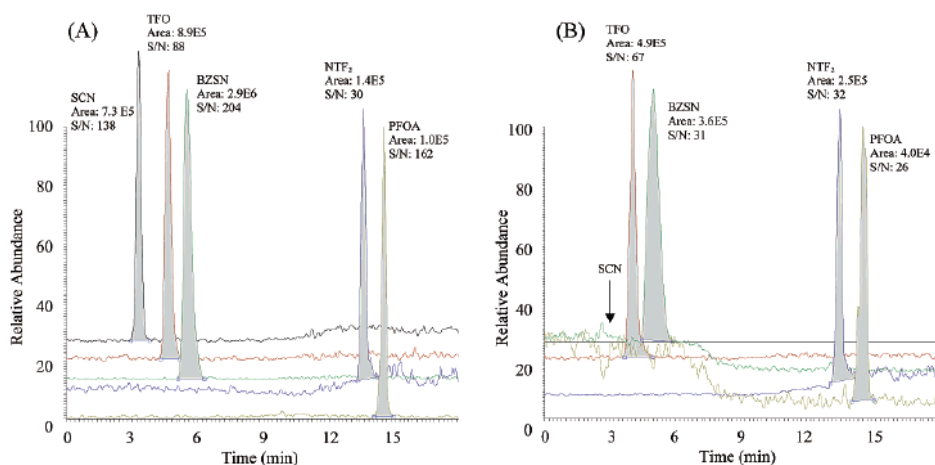 (A)
TFO
Area: 8.9E5
S/N: 88
SCN
Area: 7.3 E5
S/N: 138
BZSN
Area: 2.9E6
S/N: 204
NTF₂
Area: 1.4E5
S/N: 30
PFOA
Area: 1.0E5
S/N: 162
Relative Abundance
100
80
60
40
20
0
0 3 6 9 12 15
Time (min)
(B)
TFO
Area: 4.9E5
S/N: 67
BZSN
Area: 3.6E5
S/N: 31
NTF₂
Area: 2.5E5
S/N: 32
PFOA
Area: 4.0E4
S/N: 26
SCN
Relative Abundance
100
80
60
40
20
0
0 3 6 9 12 15
Time (min)